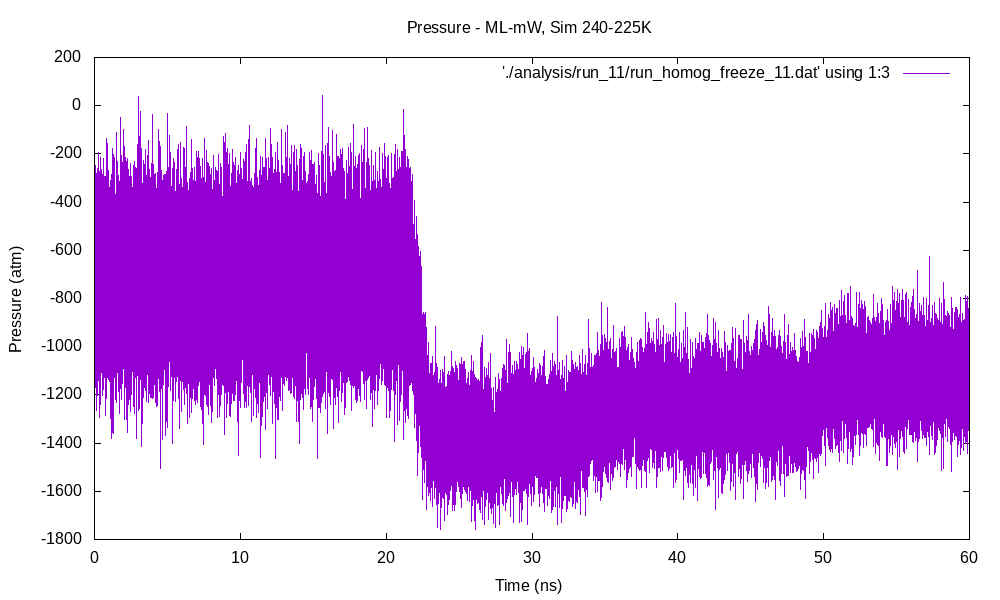 Pressure - ML-mW, Sim 240-225K
'./analysis/run_11/run_homog_freeze_11.dat' using 1:3
200
0
-200
-400
-600
-800
-1000
-1200
-1400
-1600
-1800
Pressure (atm)
0 10 20 30 40 50 60
Time (ns)